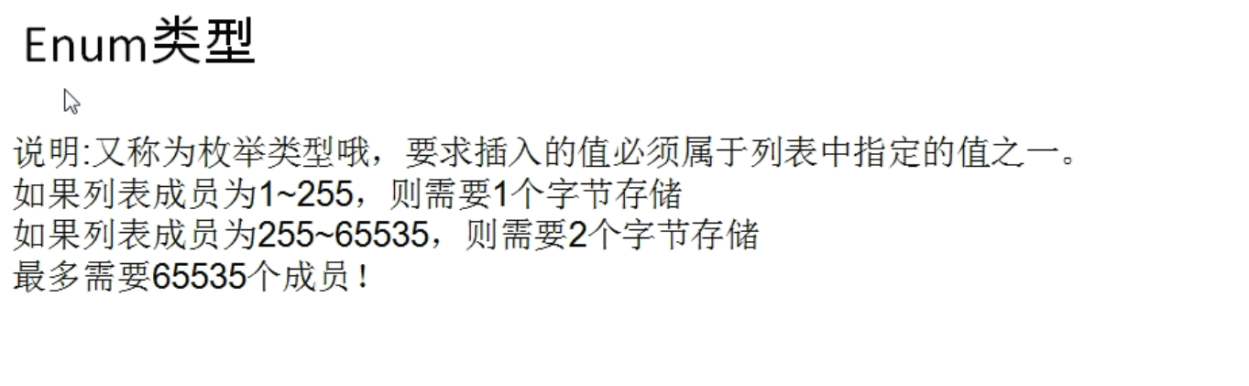 Enum类型
说明:又称为枚举类型哦，要求插入的值必须属于列表中指定的值之一。
如果列表成员为1~255，则需要1个字节存储
如果列表成员为255~65535，则需要2个字节存储
最多需要65535个成员！